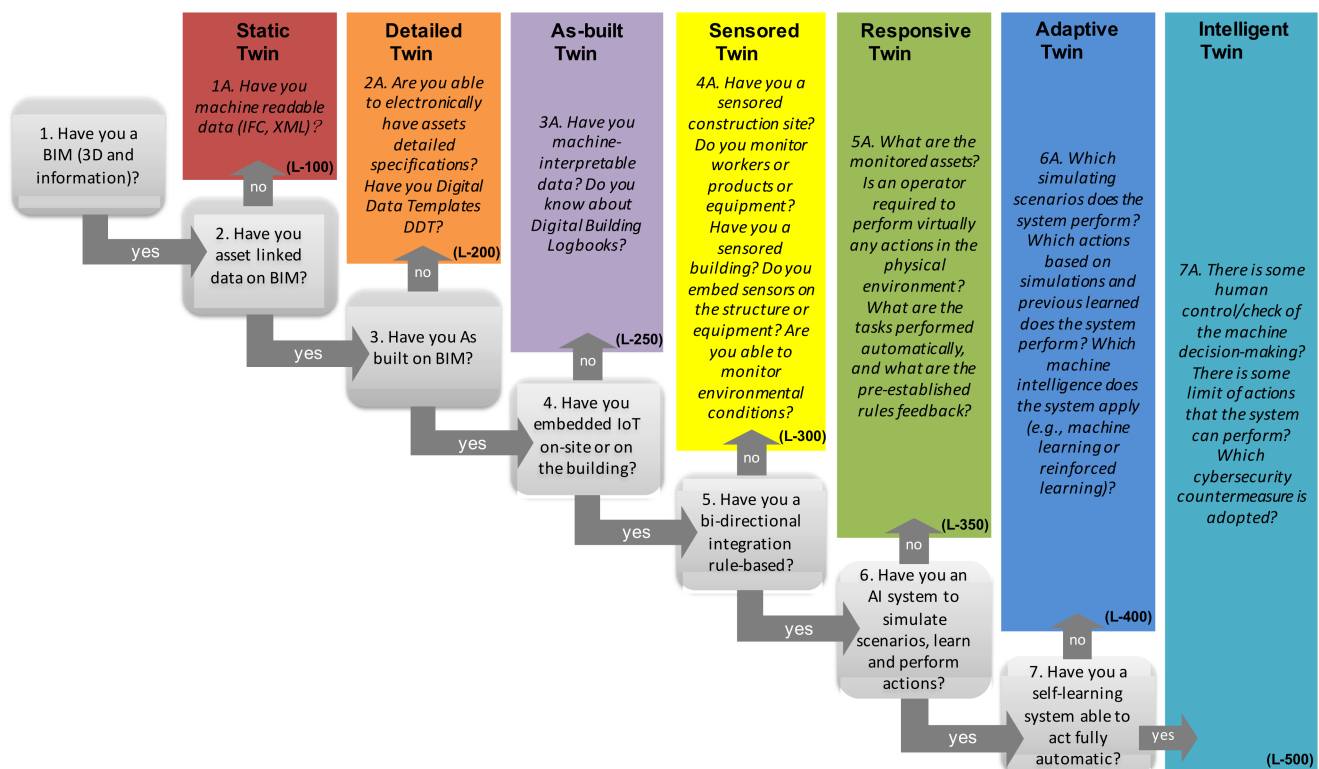 Static
Twin
1A. Have you
machine readable
data (IFC, XML)?
(L-100)
Detailed
Twin
2A. Are you able
to electronically
have assets
detailed
specifications?
Have you Digital
Data Templates
DDT?
(L-200)
As-built
Twin
3A. Have you
machine-
interpretable
data? Do you
know about
Digital Building
Logbooks?
(L-250)
Sensored
Twin
4A. Have you a
sensored
construction site?
Do you monitor
workers or
products or
equipment?
Have you a
sensored
building? Do you
embed sensors on
the structure or
equipment? Are
you able to
monitor
environmental
conditions?
(L-300)
Responsive
Twin
5A. What are the
monitored assets?
Is an operator
required to
perform virtually
any actions in the
physical
environment?
What are the
tasks performed
automatically,
and what are the
pre-established
rules feedback?
(L-350)
Adaptive
Twin
6A. Which
simulating
scenarios does the
system perform?
Which actions
based on
simulations and
previous learned
does the system
perform? Which
machine
intelligence does
the system apply
(e.g., machine
learning or
reinforced
learning)?
(L-400)
Intelligent
Twin
7A. There is some
human
control/check of
the machine
decision-making?
There is some
limit of actions
that the system
can perform?
Which
cybersecurity
countermeasure is
adopted?
(L-500)
1. Have you a
BIM (3D and
information)?
yes
no
2. Have you
asset linked
data on BIM?
yes
no
3. Have you As
built on BIM?
yes
no
4. Have you
embedded IoT
on-site or on
the building?
yes
no
5. Have you a
bi-directional
integration
rule-based?
yes
no
6. Have you an
AI system to
simulate
scenarios, learn
and perform
actions?
yes
no
7. Have you a
self-learning
system able to
act fully
automatic?
yes